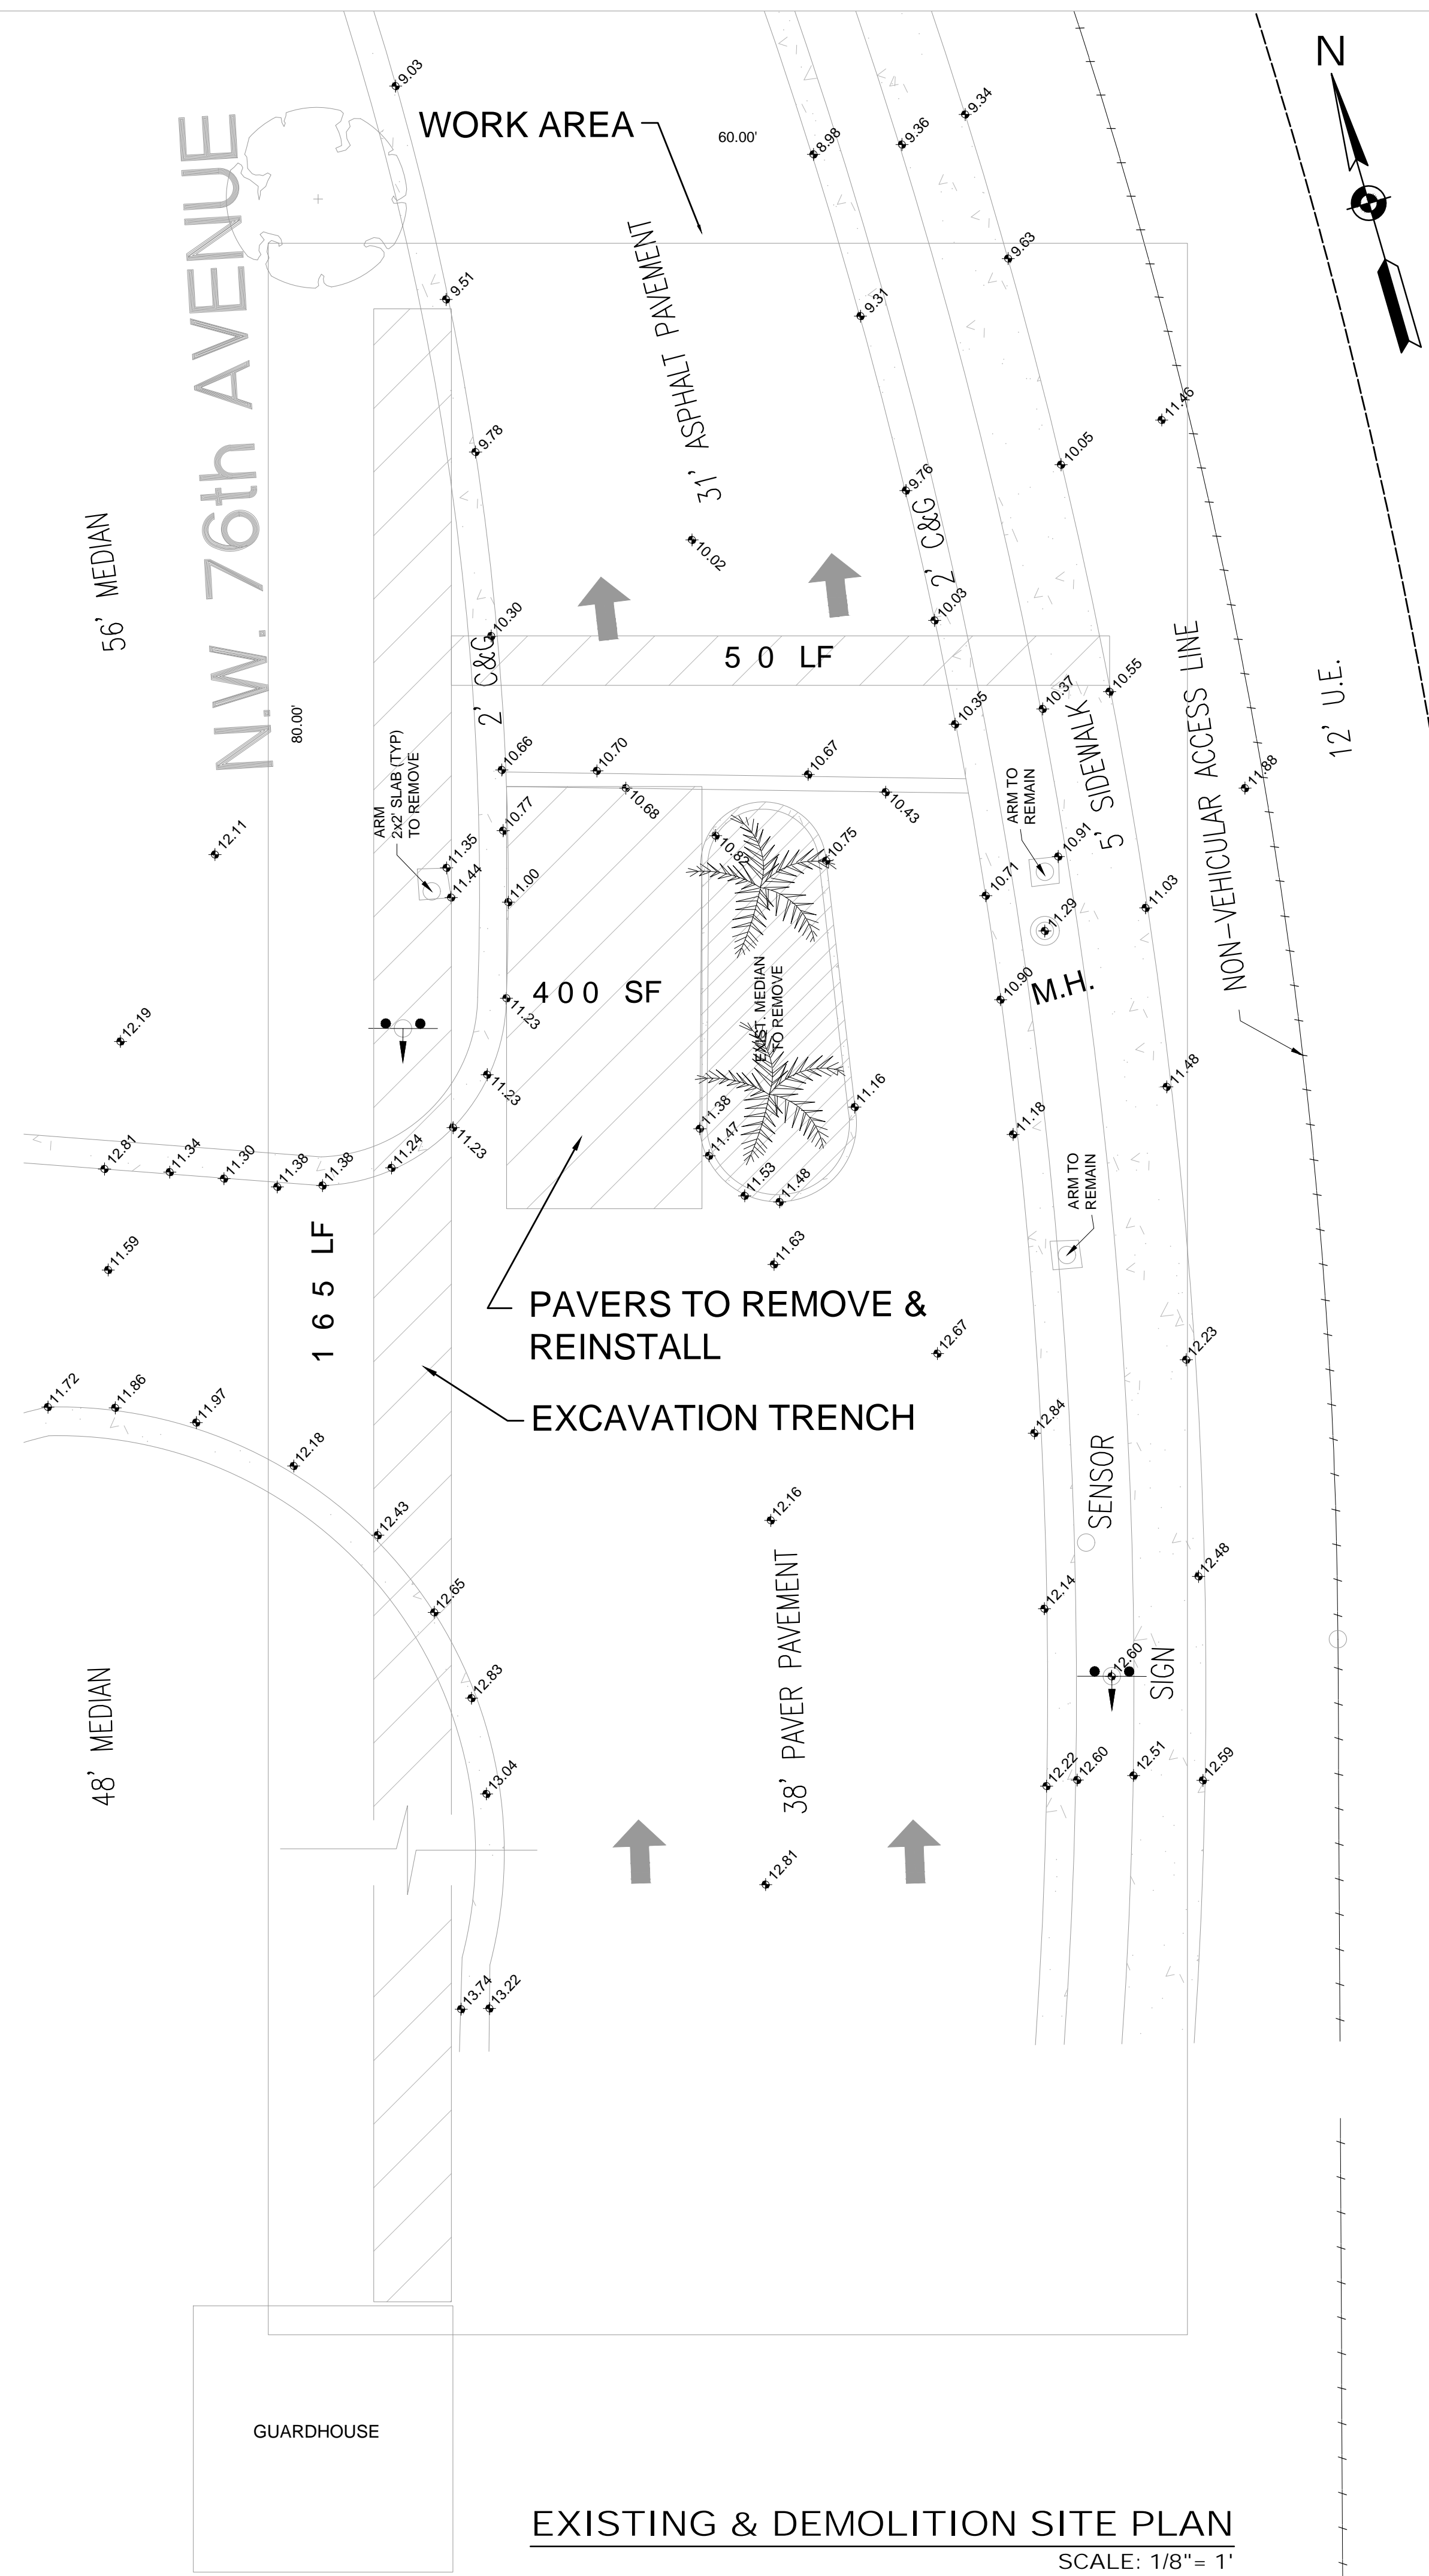 N
9.03
WORK AREA
60.00'
8.98
9.36
9.34
N.W. 76th AVENUE
9.63
9.51
31' ASPHALT PAVEMENT
9.31
9.78
9.76
10.05
11.46
56' MEDIAN
10.02
2' C&G
10.30
2' C&G
10.03
50 LF
10.35
10.37
10.55
5' SIDEWALK
NON-VEHICULAR ACCESS LINE
12' U.E.
80.00'
ARM
2x2' SLAB (TYP)
TO REMOVE
10.66
10.70
10.67
10.68
10.43
ARM TO
REMAIN
11.88
12.11
10.77
11.35
11.44
11.00
10.82
10.75
10.71
10.91
11.03
11.29
M.H.
10.90
400 SF
EXIST. MEDIAN
TO REMOVE
12.19
11.23
11.23
11.23
11.38
11.47
11.53
11.48
11.16
11.18
11.48
12.81
11.34
11.30
11.38
11.38
11.24
ARM TO
REMAIN
11.59
165 LF
11.63
PAVERS TO REMOVE &
REINSTALL
12.67
12.23
EXCAVATION TRENCH
11.72
11.86
11.97
12.18
12.84
SENSOR
12.43
12.16
12.65
12.14
12.48
38' PAVER PAVEMENT
12.60
SIGN
48' MEDIAN
12.83
13.04
12.22
12.60
12.51
12.59
12.81
13.74
13.22
GUARDHOUSE
EXISTING & DEMOLITION SITE PLAN
SCALE: 1/8"= 1'